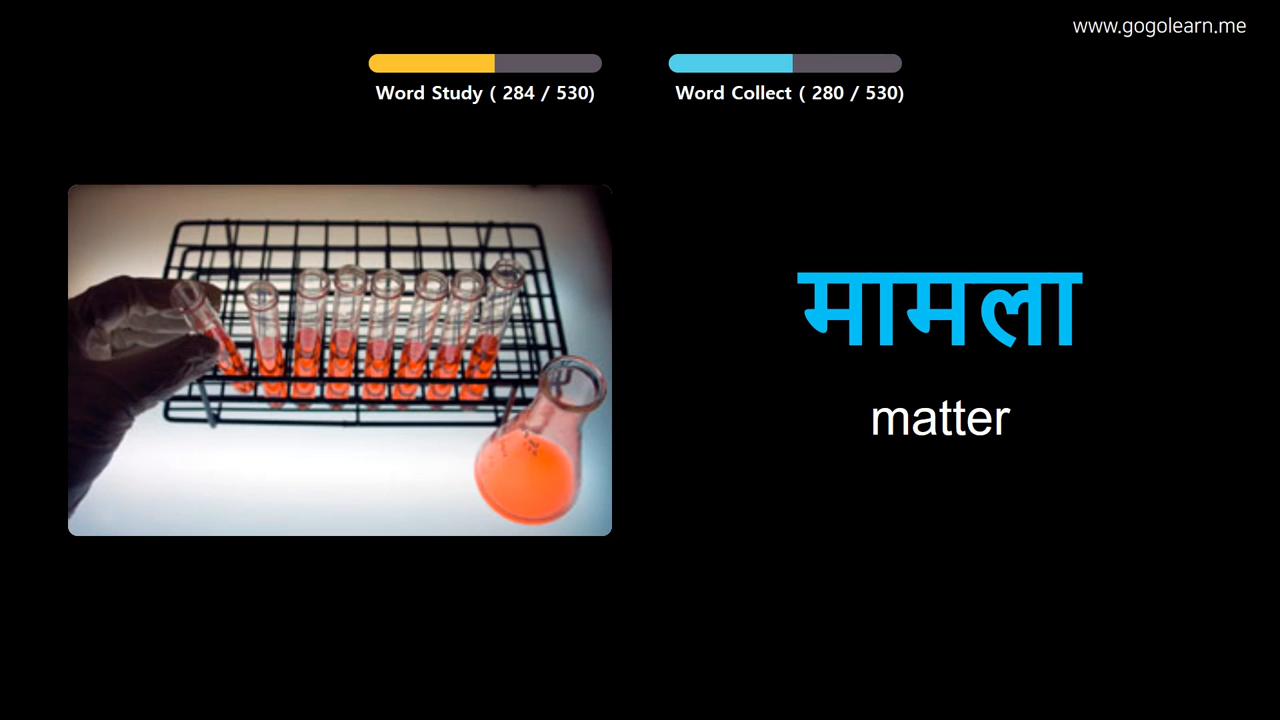 www.gogolearn.me
Word Study ( 284 / 530)
Word Collect ( 280 / 530)
मामला
matter